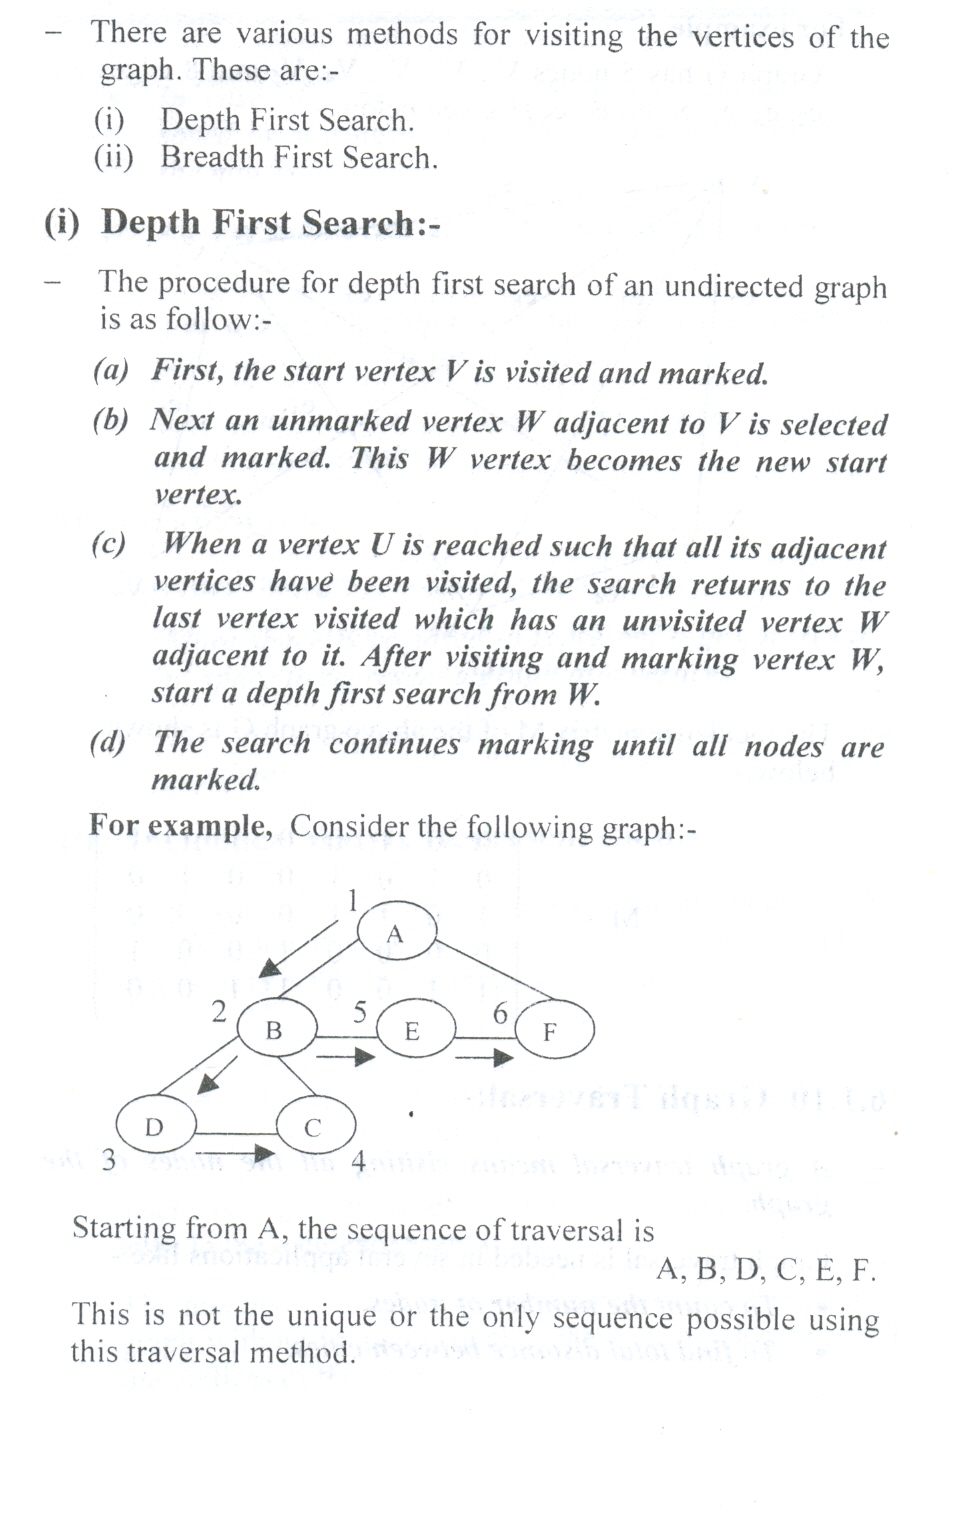 – There are various methods for visiting the vertices of the
graph. These are:-
(i) Depth First Search.
(ii) Breadth First Search.
(i) Depth First Search:-
– The procedure for depth first search of an undirected graph
is as follow:-
(a) First, the start vertex V is visited and marked.
(b) Next an unmarked vertex W adjacent to V is selected
and marked. This W vertex becomes the new start
vertex.
(c) When a vertex U is reached such that all its adjacent
vertices have been visited, the search returns to the
last vertex visited which has an unvisited vertex W
adjacent to it. After visiting and marking vertex W,
start a depth first search from W.
(d) The search continues marking until all nodes are
marked.
For example, Consider the following graph:-
1
A
2 B 5 E 6 F
D C
3 4
Starting from A, the sequence of traversal is
A, B, D, C, E, F.
This is not the unique or the only sequence possible using
this traversal method.